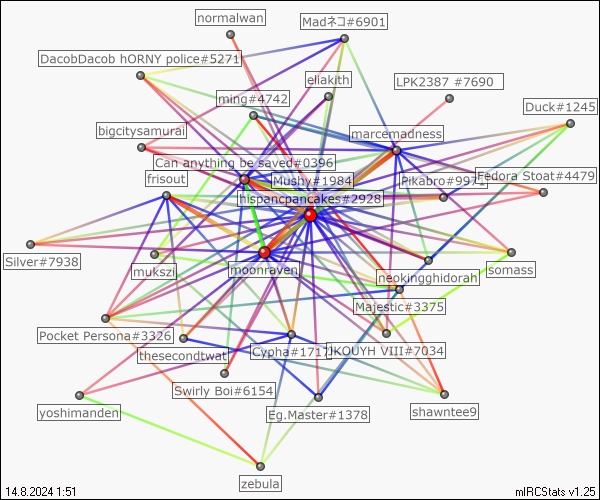 normalwan
Madネコ#6901
DacobDacob hORNY police#5271
eliakith
LPK2387 #7690
ming#4742
Duck#1245
bigcitysamurai
marcemadness
Can anything be saved#0396
frisout
Mushy#1984
Pikabro#9971
Fedora Stoat#4479
hispancpancakes#2928
Silver#7938
mukszi
moonraven
neokingghidorah
somass
Majestic#3375
Pocket Persona#3326
thesecondtwat
Cypha#1717
JKOUYH VIII#7034
Swirly Boi#6154
yoshimanden
Eg.Master#1378
shawntee9
zebula
14.8.2024 1:51
mIRCStats v1.25